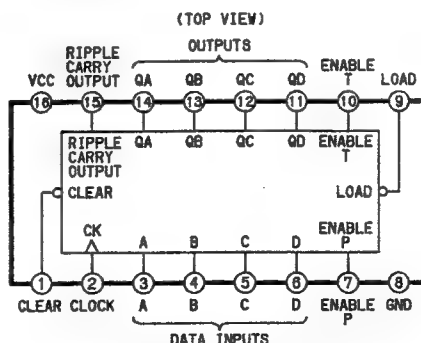 (TOP VIEW)
OUTPUTS
RIPPLE
CARRY
OUTPUT
ENABLE
T
VCC QA QB QC QD LOAD
16 15 14 13 12 11 10 9
RIPPLE
CARRY
OUTPUT
QA QB QC QD ENABLE
T
CLEAR LOAD
CK A B C D ENABLE
P
1 2 3 4 5 6 7 8
CLEAR CLOCK A B C D ENABLE
P
GND
DATA INPUTS